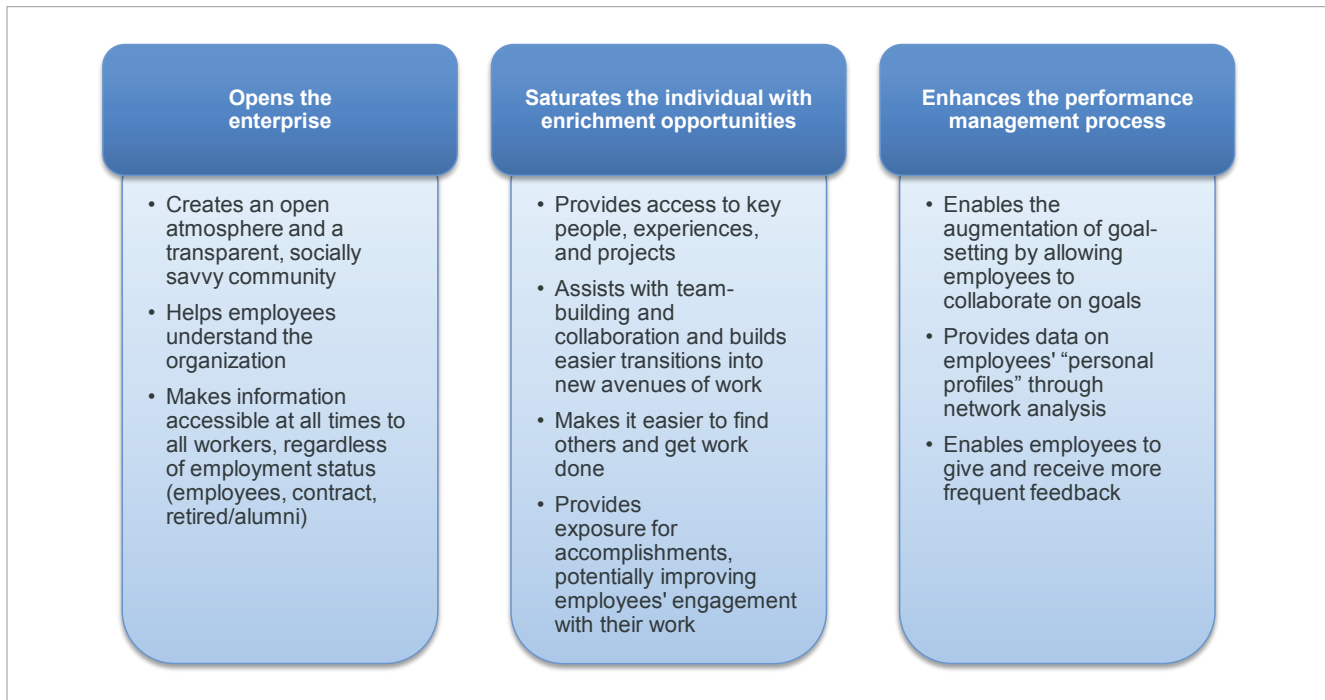 Opens the
enterprise
• Creates an open
atmosphere and a
transparent, socially
savvy community
• Helps employees
understand the
organization
• Makes information
accessible at all times to
all workers, regardless
of employment status
(employees, contract,
retired/alumni)
Saturates the individual with
enrichment opportunities
• Provides access to key
people, experiences,
and projects
• Assists with team-
building and
collaboration and builds
easier transitions into
new avenues of work
• Makes it easier to find
others and get work
done
• Provides
exposure for
accomplishments,
potentially improving
employees' engagement
with their work
Enhances the performance
management process
• Enables the
augmentation of goal-
setting by allowing
employees to
collaborate on goals
• Provides data on
employees' “personal
profiles” through
network analysis
• Enables employees to
give and receive more
frequent feedback